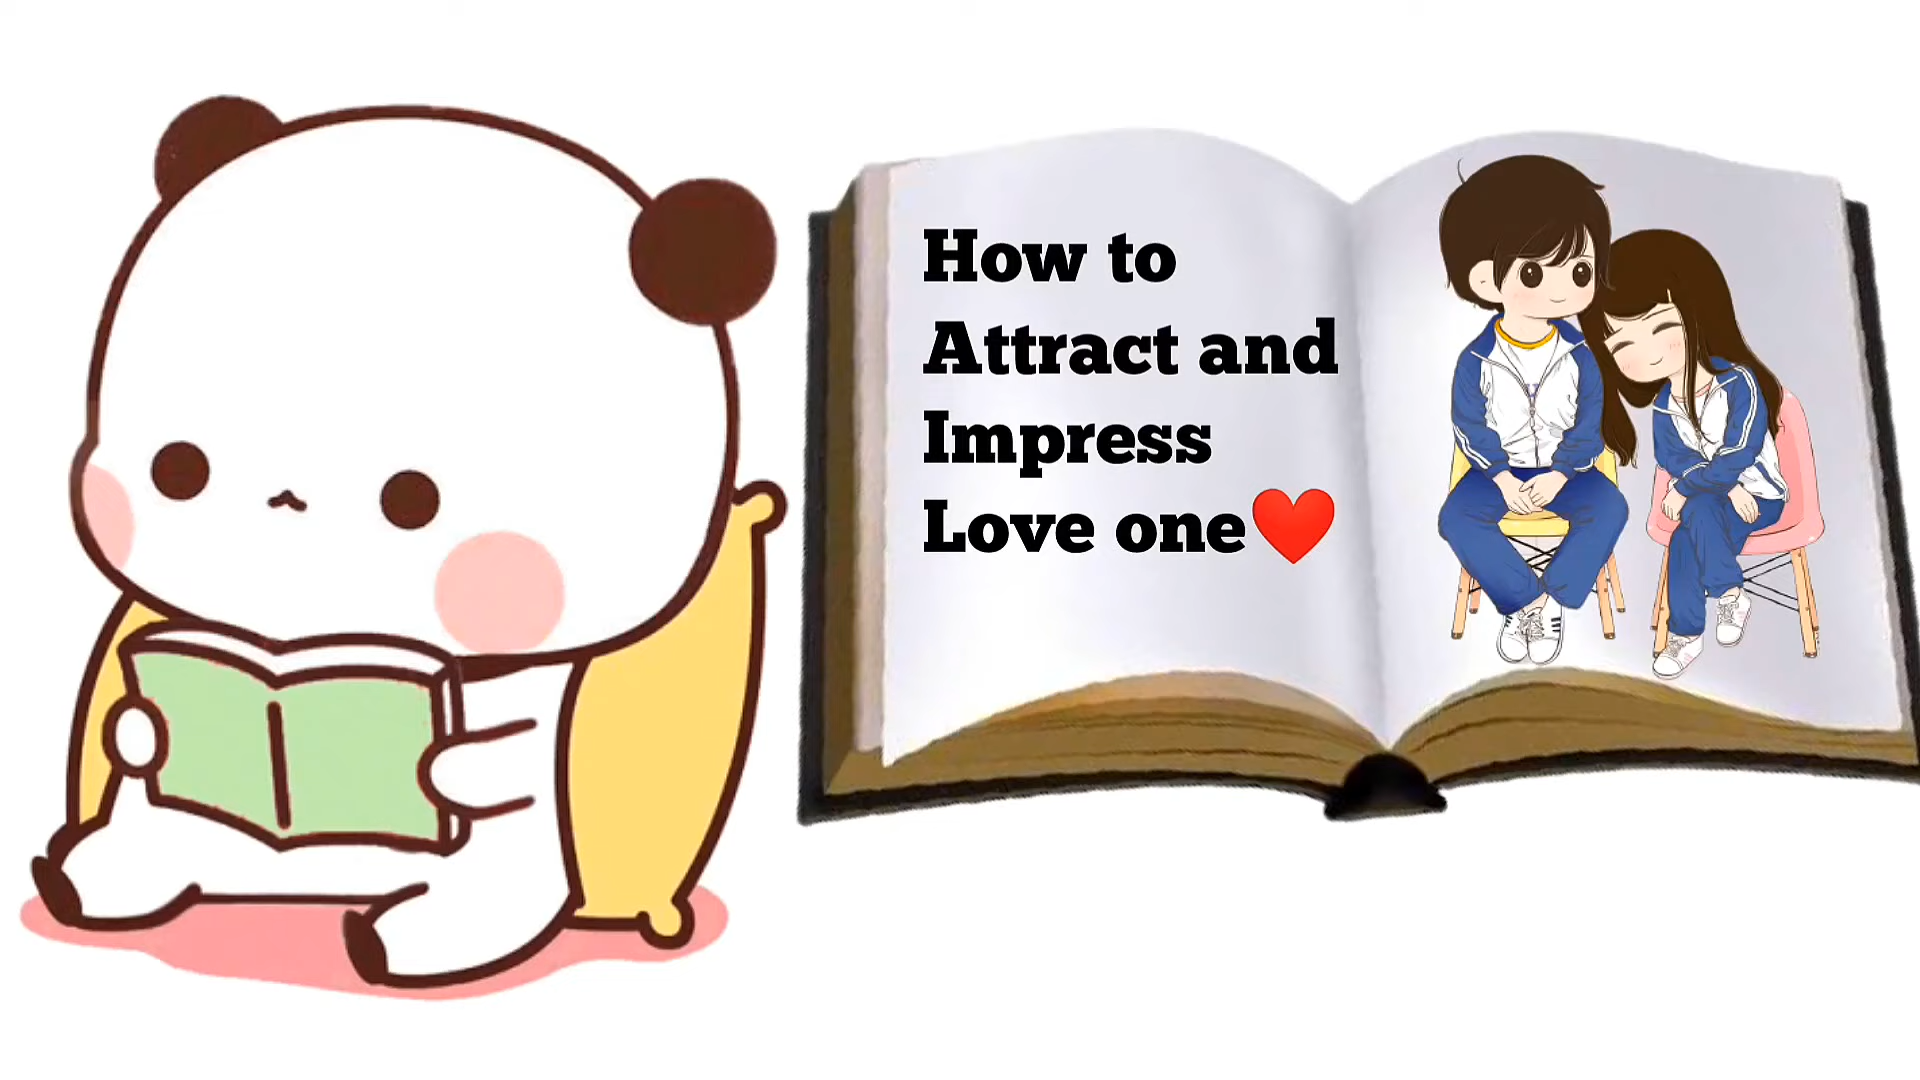 How to
Attract and
Impress
Love one❤️